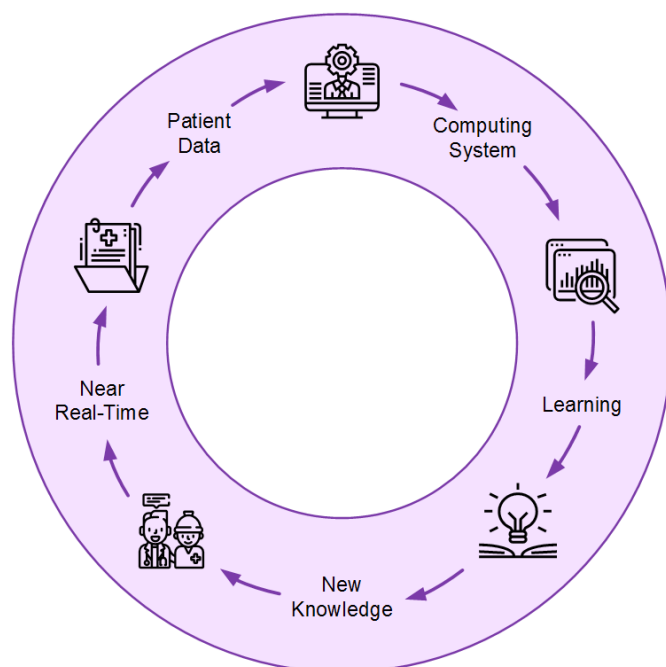 Patient
Data
Computing
System
Learning
New
Knowledge
Near
Real-Time